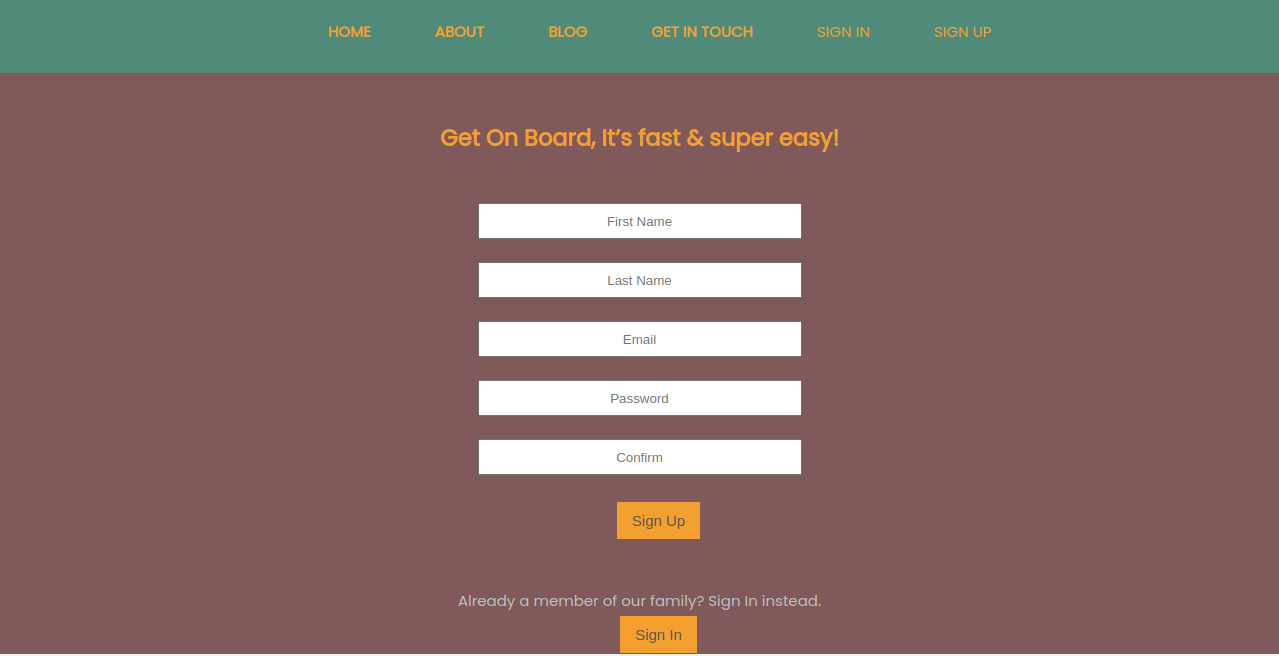 HOME ABOUT BLOG GET IN TOUCH SIGN IN SIGN UP
Get On Board, It’s fast & super easy!
First Name
Last Name
Email
Password
Confirm
Sign Up
Already a member of our family? Sign In instead.
Sign In